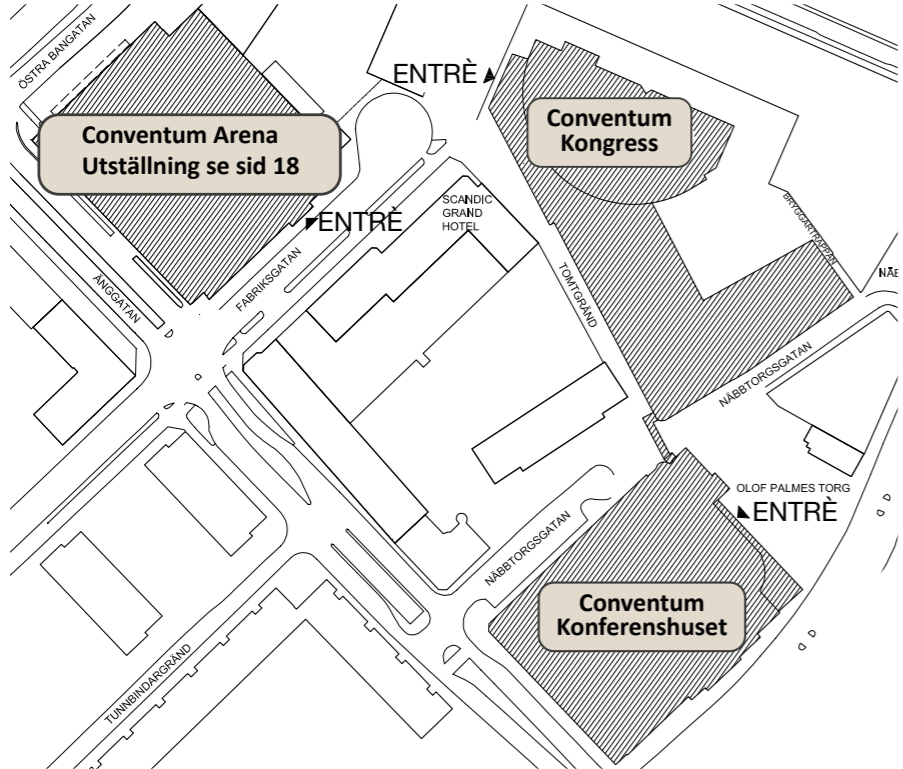 ÖSTRA BANGATAN
ENTRÈ
Conventum Arena
Utställning se sid 18
Conventum
Kongress
ENTRÈ
SCANDIC
GRAND
HOTEL
BRYGGARTRAPPAN
FABRIKSGATAN
ÄNGGATAN
TOMTGRÄND
NÄB
NÄBBTORGSGATAN
OLOF PALMES TORG
ENTRÈ
NÄBBTORGSGATAN
Conventum
Konferenshuset
TUNNBINDARGRÄND